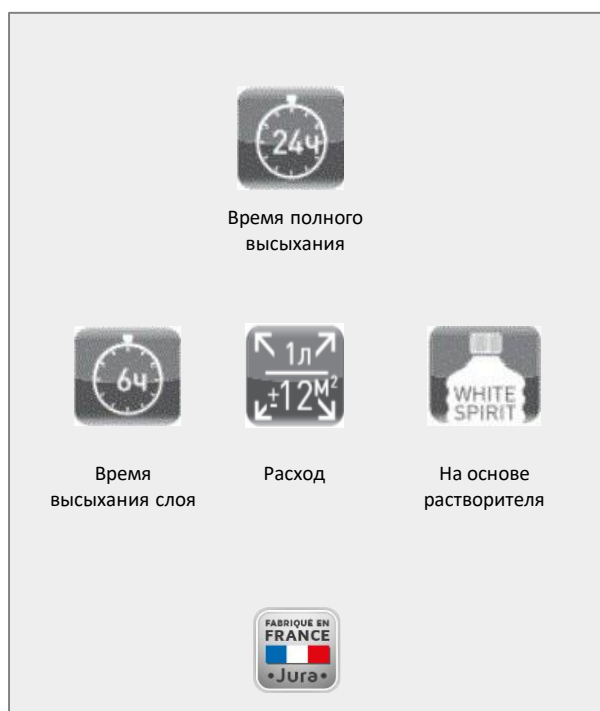 24ч
Время полного
высыхания
6ч
1л
±12м²
WHITE
SPIRIT
Время
высыхания слоя
Расход
На основе
растворителя
FABRIQUÉ EN
FRANCE
•Jura•